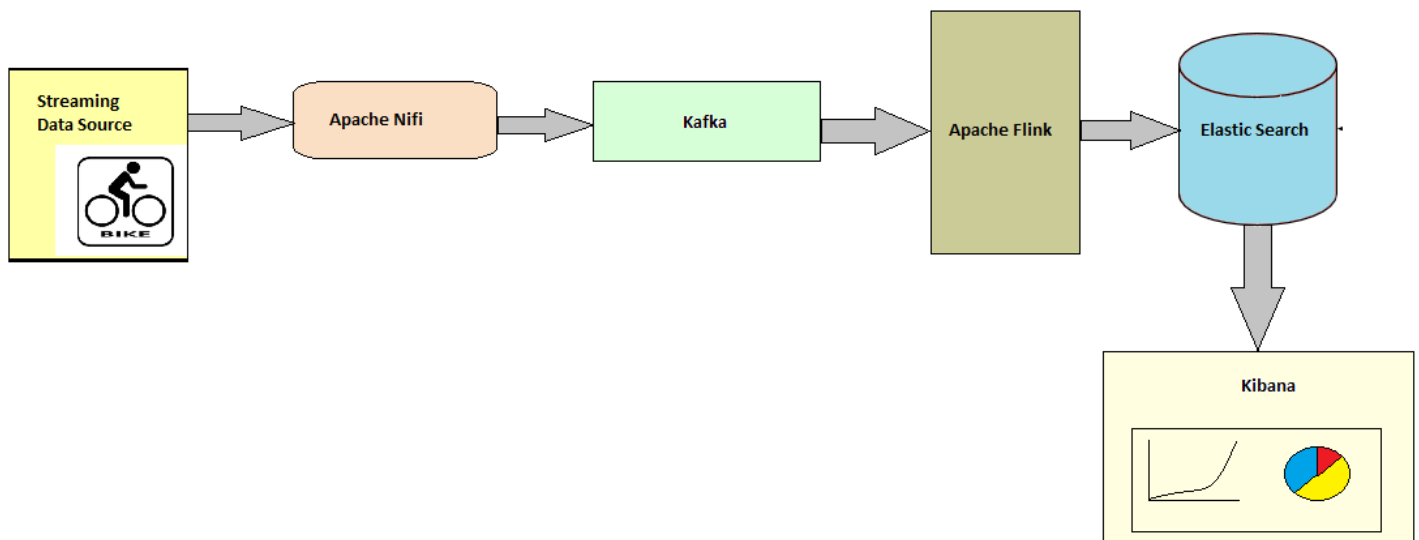 Streaming
Data Source
BIKE
Apache Nifi
Kafka
Apache Flink
Elastic Search
Kibana